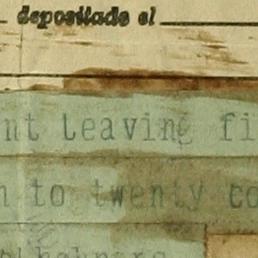 depositado el
nt leaving fi
n to twenty co